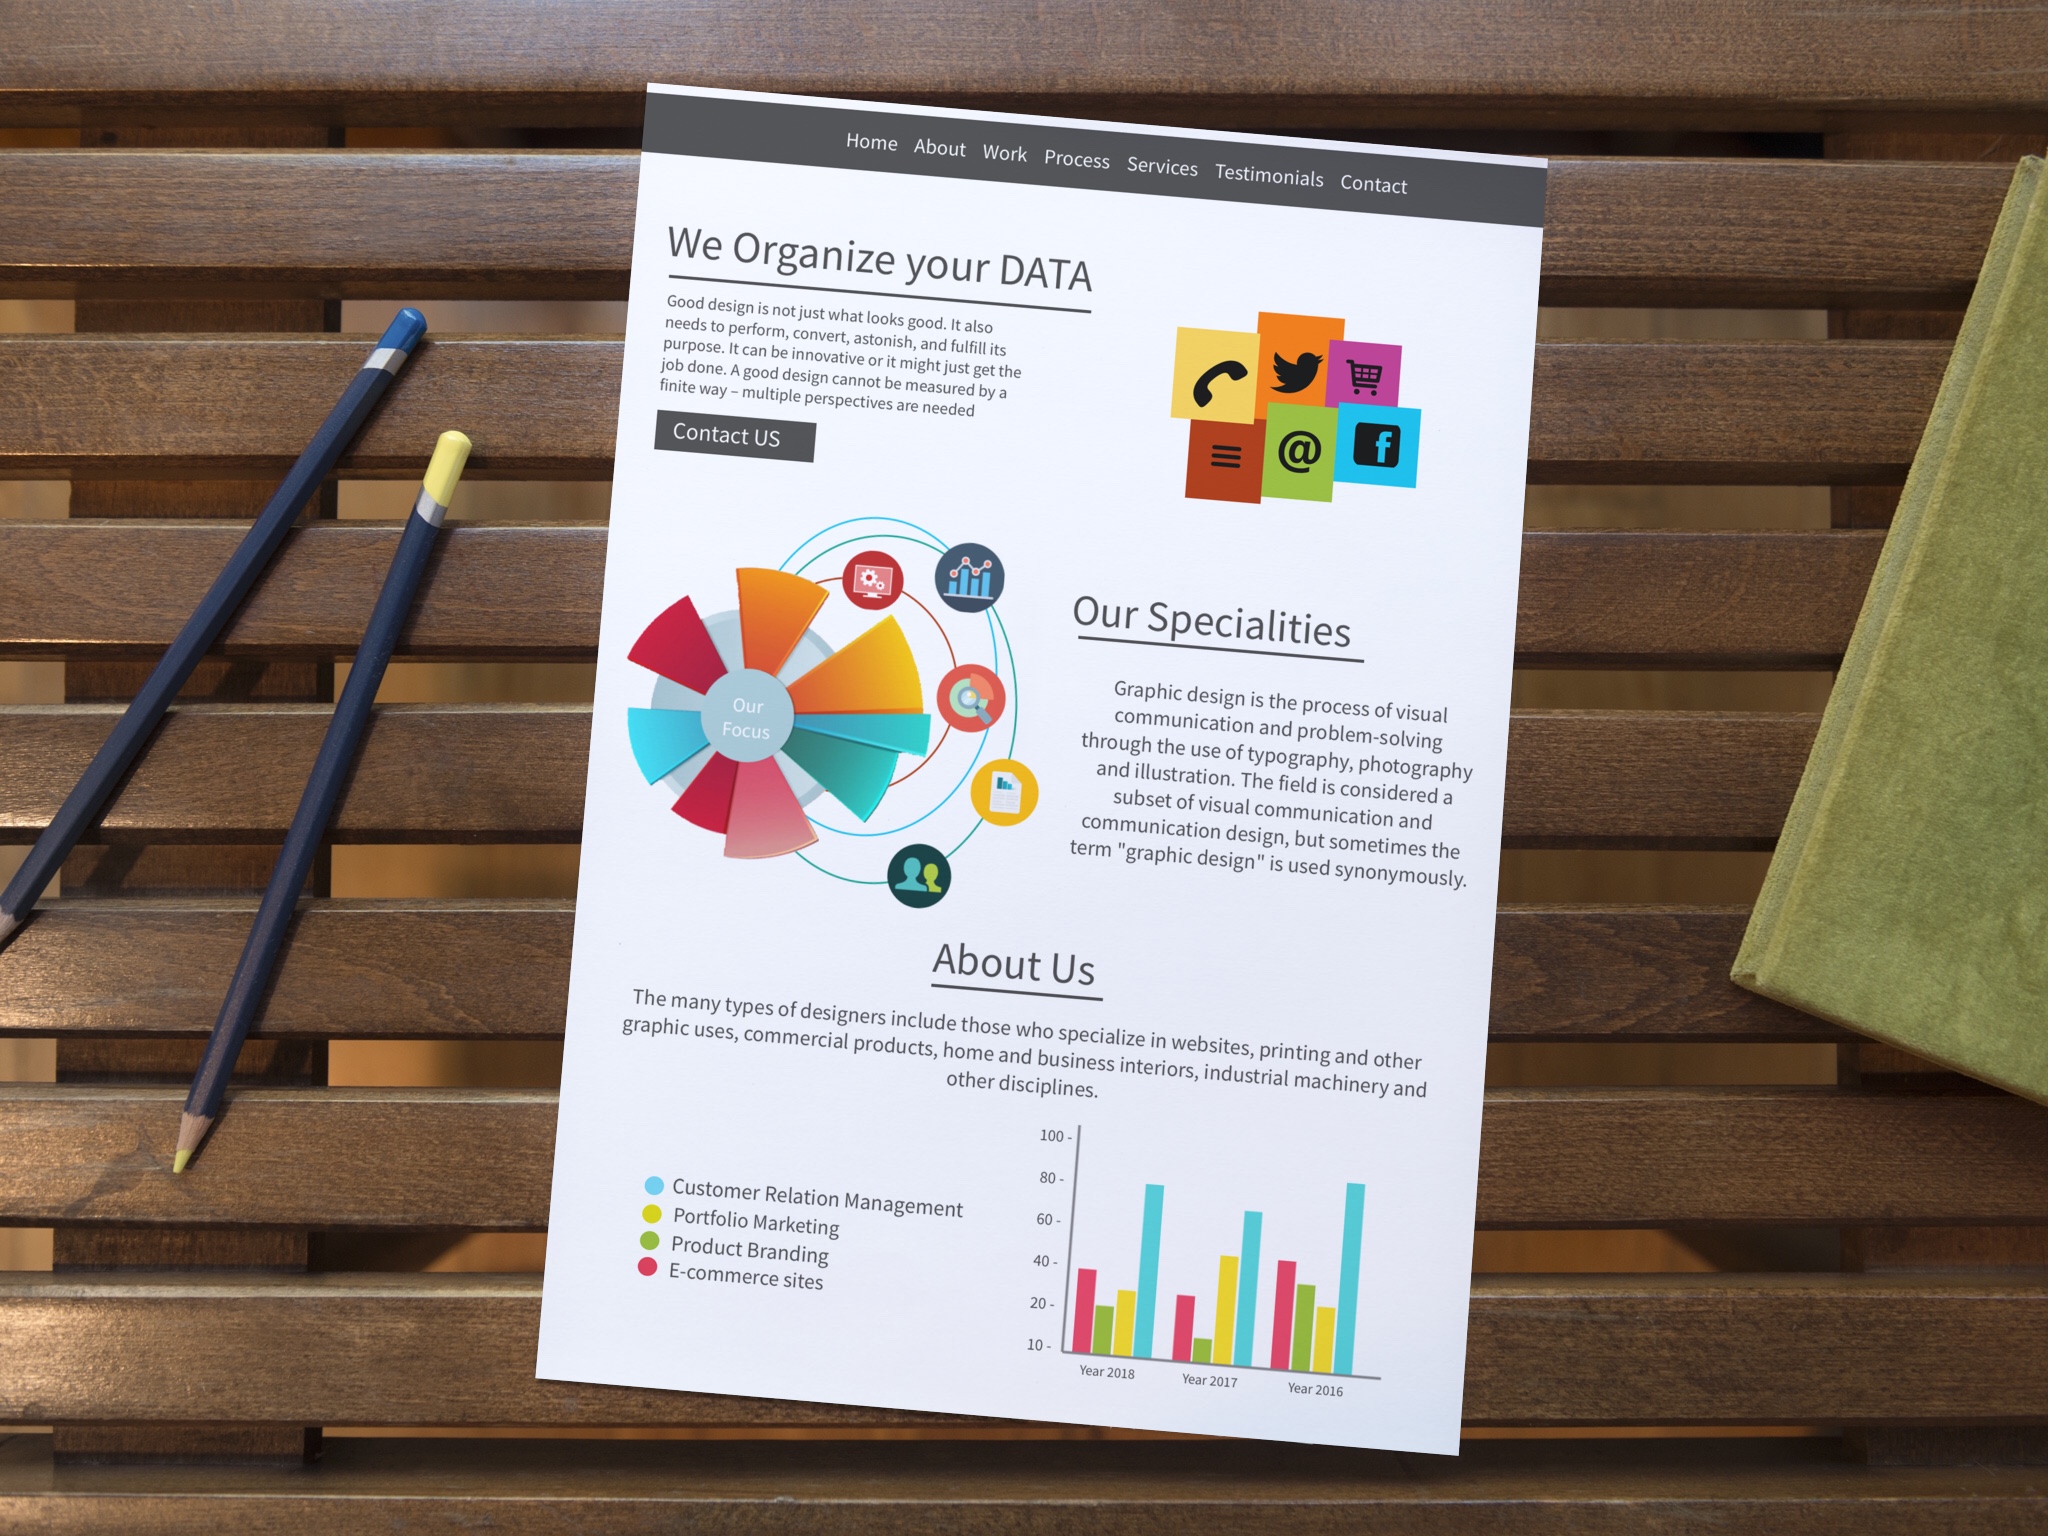 Home About Work Process Services Testimonials Contact
We Organize your DATA
Good design is not just what looks good. It also
needs to perform, convert, astonish, and fulfill its
purpose. It can be innovative or it might just get the
job done. A good design cannot be measured by a
finite way – multiple perspectives are needed
Contact US
@
f
Our
Focus
Our Specialities
Graphic design is the process of visual
communication and problem-solving
through the use of typography, photography
and illustration. The field is considered a
subset of visual communication and
communication design, but sometimes the
term "graphic design" is used synonymously.
About Us
The many types of designers include those who specialize in websites, printing and other
graphic uses, commercial products, home and business interiors, industrial machinery and
other disciplines.
Customer Relation Management
Portfolio Marketing
Product Branding
E-commerce sites
100 -
80 -
60 -
40 -
20 -
10 -
Year 2018 Year 2017 Year 2016